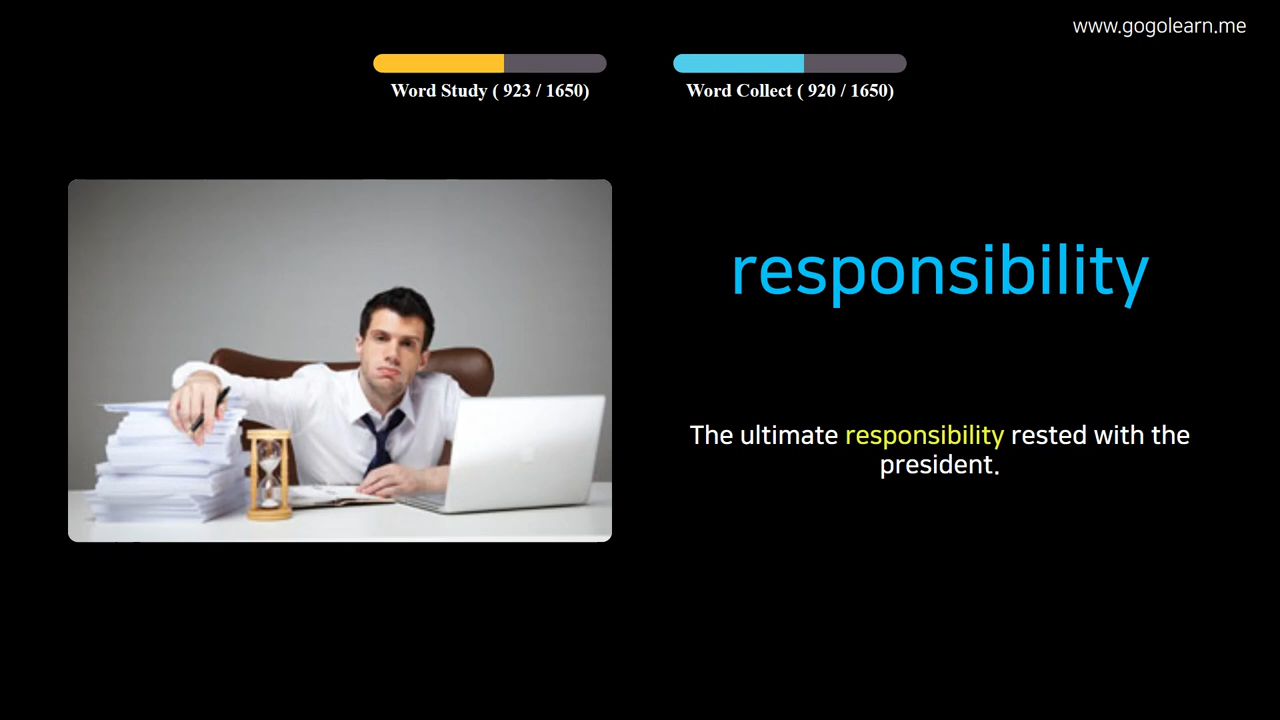 www.gogolearn.me
Word Study ( 923 / 1650)
Word Collect ( 920 / 1650)
responsibility
The ultimate responsibility rested with the
president.